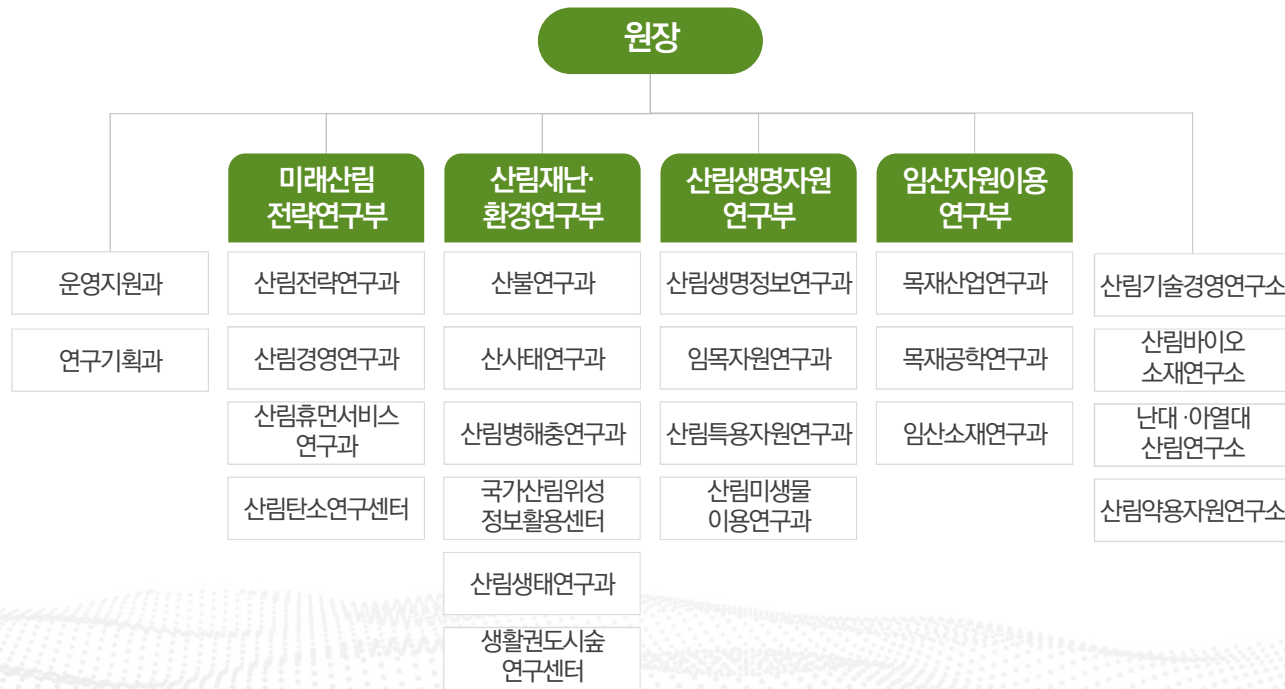 원장
미래산림
전략연구부
산림재난·
환경연구부
산림생명자원
연구부
임산자원이용
연구부
운영지원과
연구기획과
산림전략연구과
산림경영연구과
산림휴먼서비스
연구과
산림탄소연구센터
산불연구과
산사태연구과
산림병해충연구과
국가산림위성
정보활용센터
산림생태연구과
생활권도시숲
연구센터
산림생명정보연구과
임목자원연구과
산림특용자원연구과
산림미생물
이용연구과
목재산업연구과
목재공학연구과
임산소재연구과
산림기술경영연구소
산림바이오
소재연구소
난대·아열대
산림연구소
산림약용자원연구소